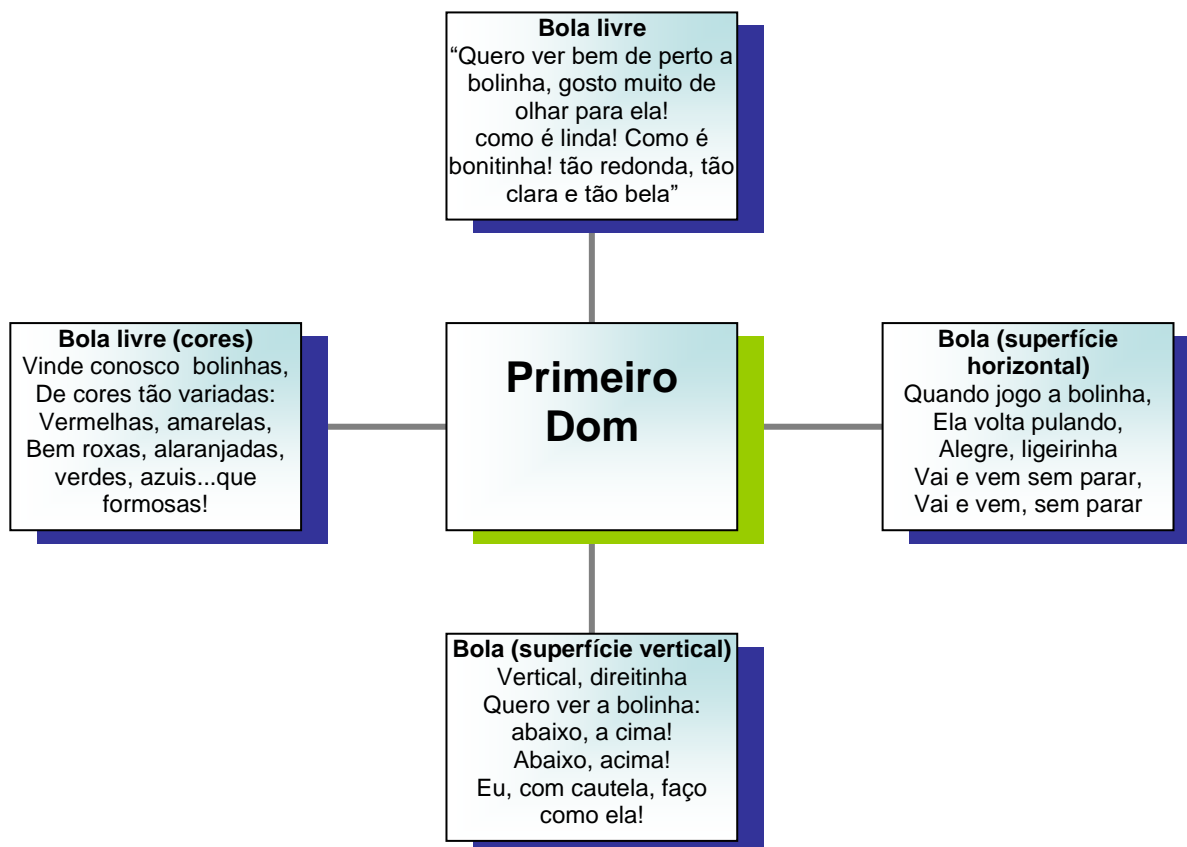 Bola livre
“Quero ver bem de perto a
bolinha, gosto muito de
olhar para ela!
como é linda! Como é
bonitinha! tão redonda, tão
clara e tão bela”
Bola livre (cores)
Vinde conosco bolinhas,
De cores tão variadas:
Vermelhas, amarelas,
Bem roxas, alaranjadas,
verdes, azuis...que
formosas!
Primeiro
Dom
Bola (superfície
horizontal)
Quando jogo a bolinha,
Ela volta pulando,
Alegre, ligeirinha
Vai e vem sem parar,
Vai e vem, sem parar
Bola (superfície vertical)
Vertical, direitinha
Quero ver a bolinha:
abaixo, a cima!
Abaixo, acima!
Eu, com cautela, faço
como ela!